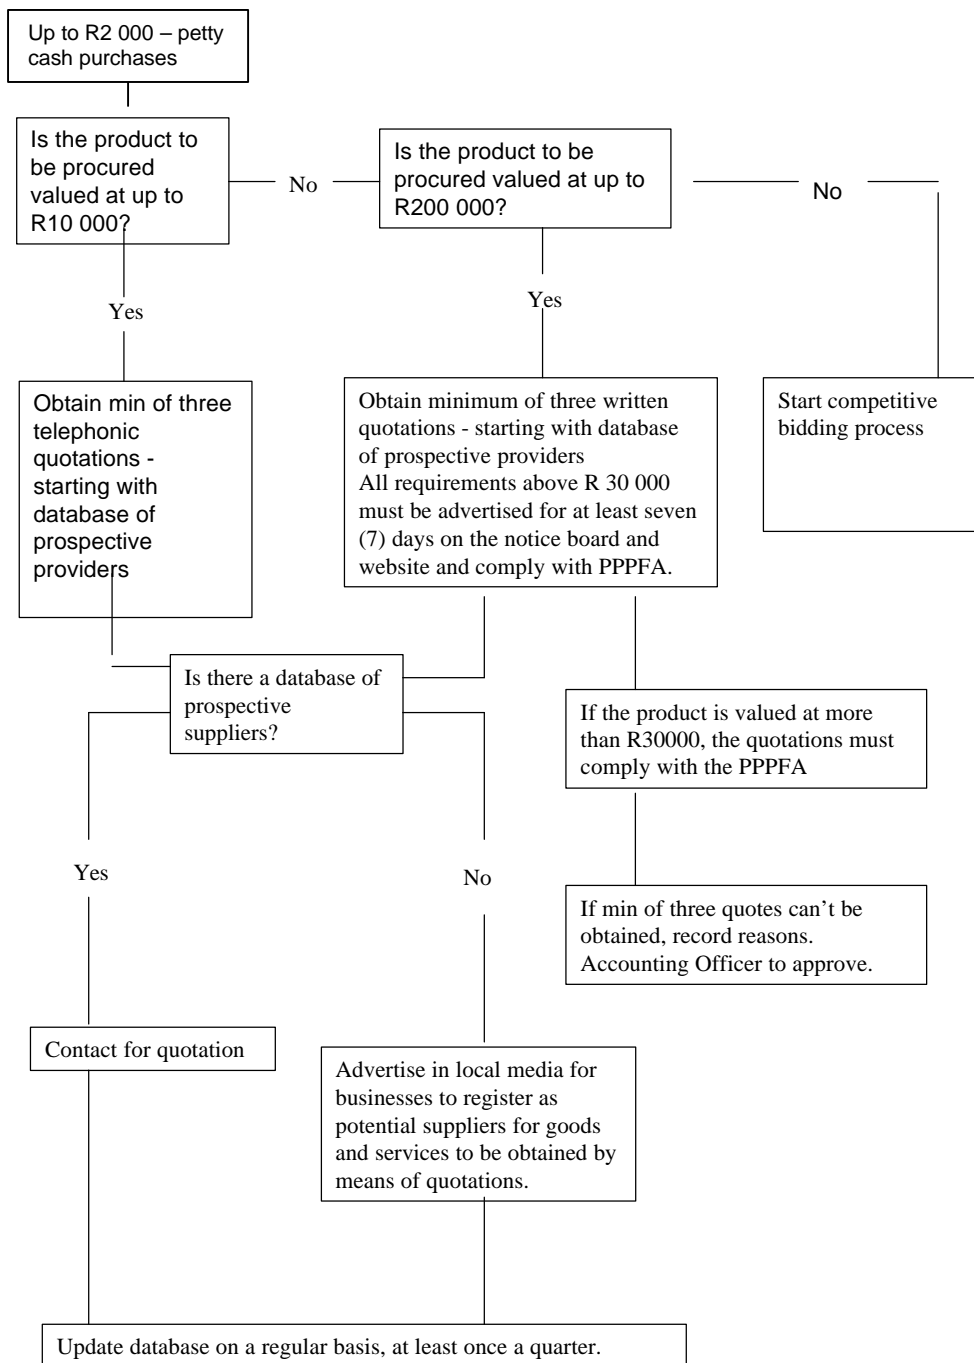 Up to R2 000 – petty
cash purchases
Is the product to
be procured
valued at up to
R10 000?
No
Is the product to be
procured valued at up to
R200 000?
No
Yes
Yes
Obtain min of three
telephonic
quotations -
starting with
database of
prospective
providers
Obtain minimum of three written
quotations - starting with database
of prospective providers
All requirements above R 30 000
must be advertised for at least seven
(7) days on the notice board and
website and comply with PPPFA.
Start competitive
bidding process
Is there a database of
prospective
suppliers?
If the product is valued at more
than R30000, the quotations must
comply with the PPPFA
Yes
No
If min of three quotes can’t be
obtained, record reasons.
Accounting Officer to approve.
Contact for quotation
Advertise in local media for
businesses to register as
potential suppliers for goods
and services to be obtained by
means of quotations.
Update database on a regular basis, at least once a quarter.